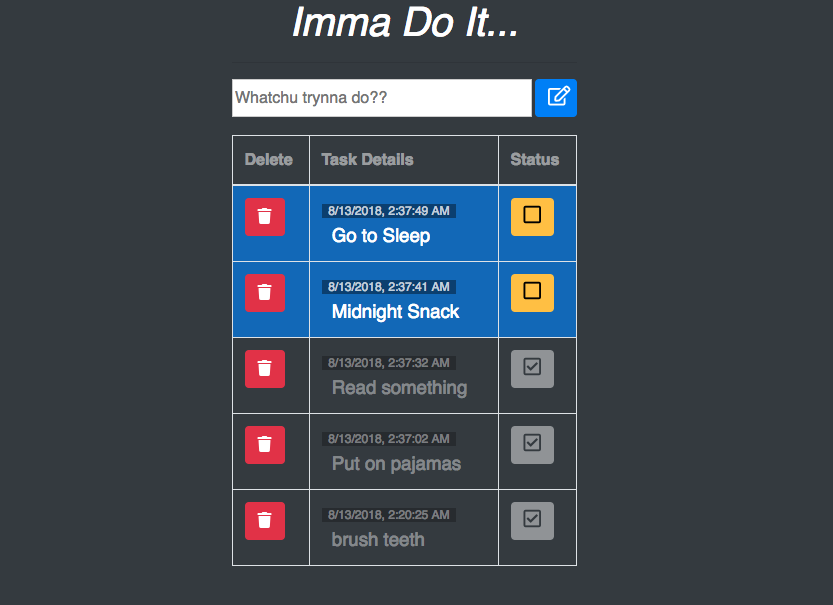 Imma Do It...
Whatchu trynna do??
Delete Task Details Status
8/13/2018, 2:37:49 AM
Go to Sleep
8/13/2018, 2:37:41 AM
Midnight Snack
8/13/2018, 2:37:32 AM
Read something
8/13/2018, 2:37:02 AM
Put on pajamas
8/13/2018, 2:20:25 AM
brush teeth